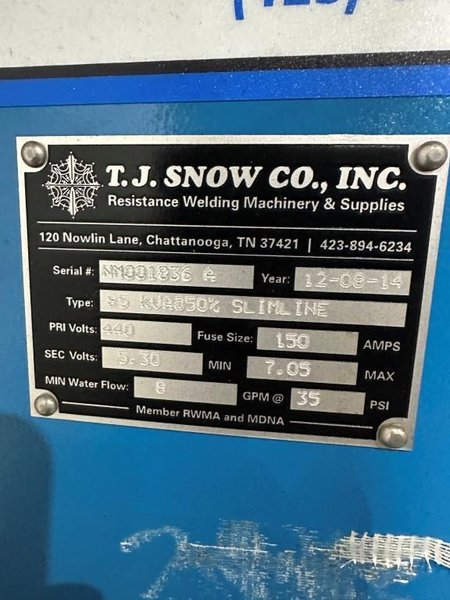 T.J. SNOW CO., INC.
Resistance Welding Machinery & Supplies
120 Nowlin Lane, Chattanooga, TN 37421 | 423-894-6234
Serial #: NM001836 A Year: 12-08-14
Type: KVA@50% SLIMLINE
PRI Volts: 440 Fuse Size: 150 AMPS
SEC Volts: 5.30 MIN 7.05 MAX
MIN Water Flow: 8 GPM @ 35 PSI
Member RWMA and MDNA